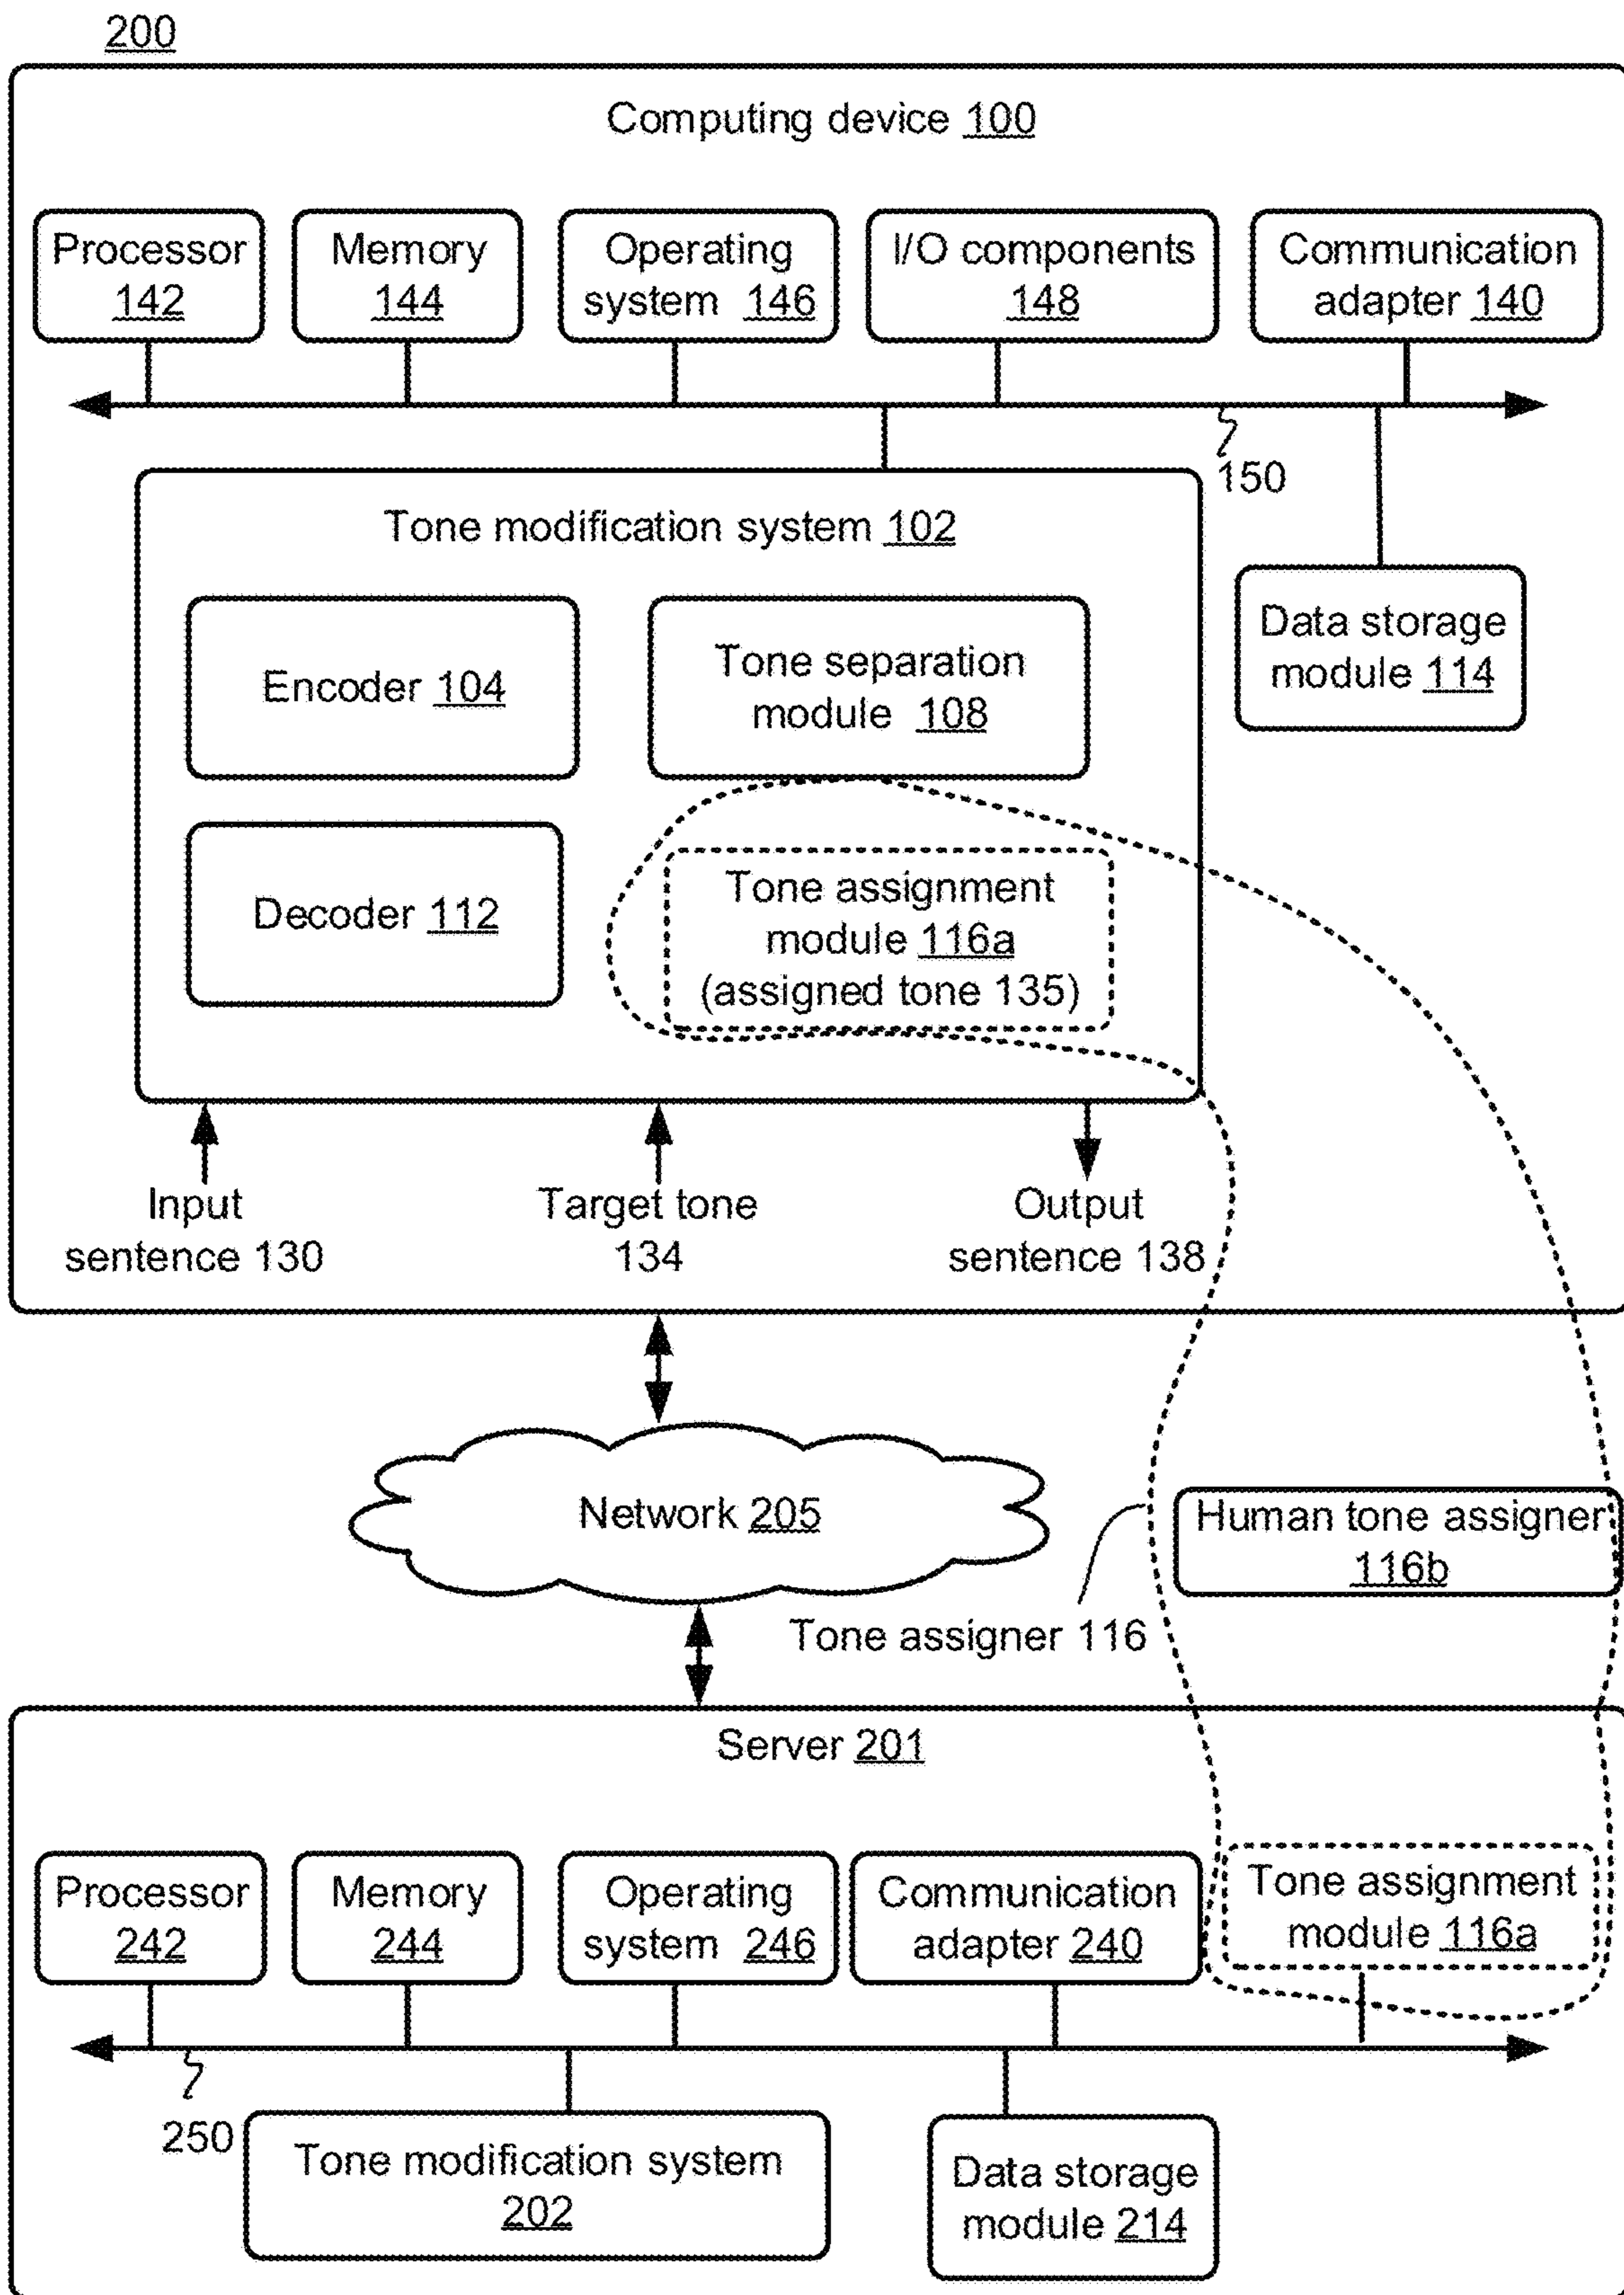 200
Computing device 100
Processor
142
Memory
144
Operating
system 146
I/O components
148
Communication
adapter 140
150
Tone modification system 102
Encoder 104
Tone separation
module 108
Data storage
module 114
Decoder 112
Tone assignment
module 116a
(assigned tone 135)
Input
sentence 130
Target tone
134
Output
sentence 138
Network 205
Human tone assigner
116b
Tone assigner 116
Server 201
Processor
242
Memory
244
Operating
system 246
Communication
adapter 240
Tone assignment
module 116a
250
Tone modification system
202
Data storage
module 214